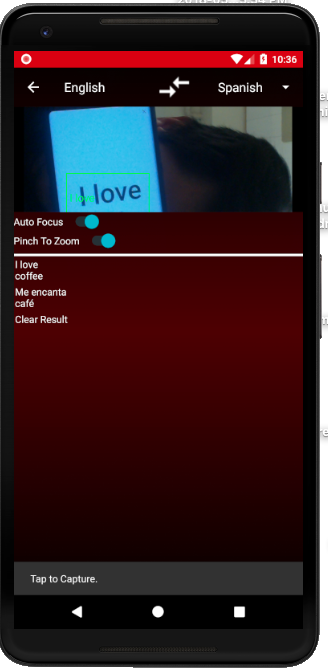 10:36
English
Spanish
I love
Auto Focus
Pinch To Zoom
I love
coffee
Me encanta
café
Clear Result
Tap to Capture.